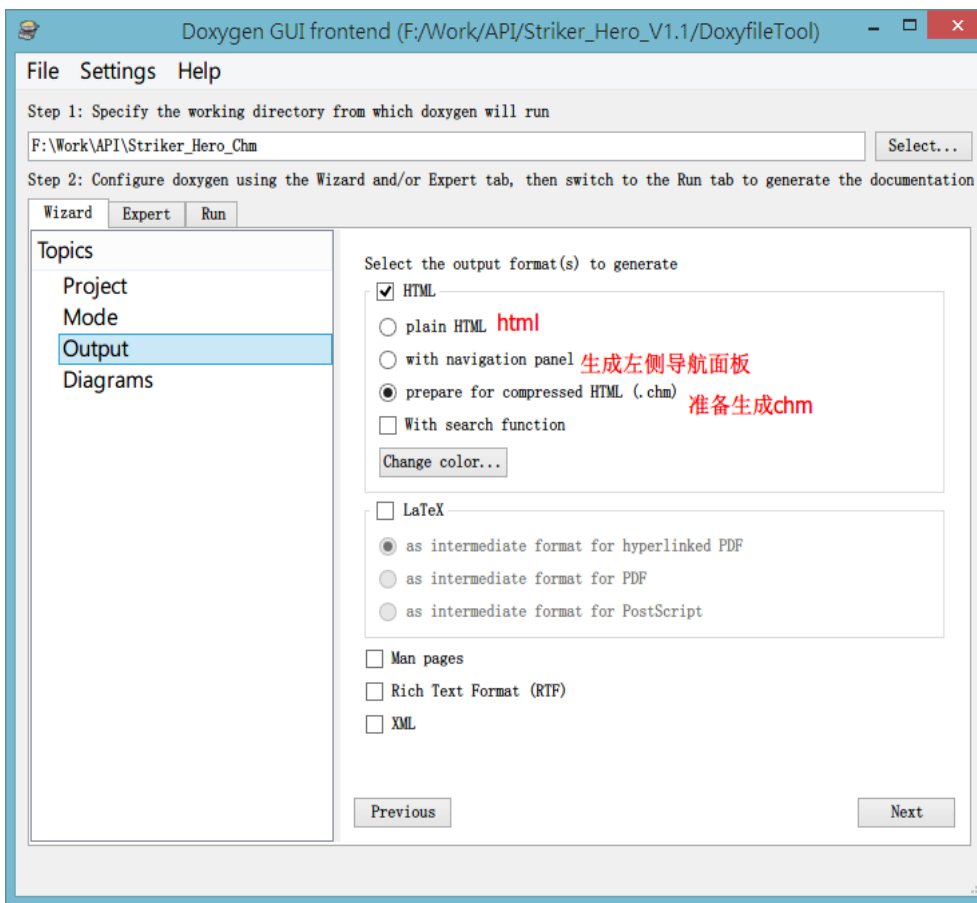 Doxygen GUI frontend (F:/Work/API/Striker_Hero_V1.1/DoxyfileTool)
File Settings Help
Step 1: Specify the working directory from which doxygen will run
F:\Work\API\Striker_Hero_Chm
Select...
Step 2: Configure doxygen using the Wizard and/or Expert tab, then switch to the Run tab to generate the documentation
Wizard Expert Run
Topics
Project
Mode
Output
Diagrams
Select the output format(s) to generate
HTML
plain HTML html
with navigation panel 生成左侧导航面板
prepare for compressed HTML (.chm) 准备生成chm
With search function
Change color...
LaTeX
as intermediate format for hyperlinked PDF
as intermediate format for PDF
as intermediate format for PostScript
Man pages
Rich Text Format (RTF)
XML
Previous Next